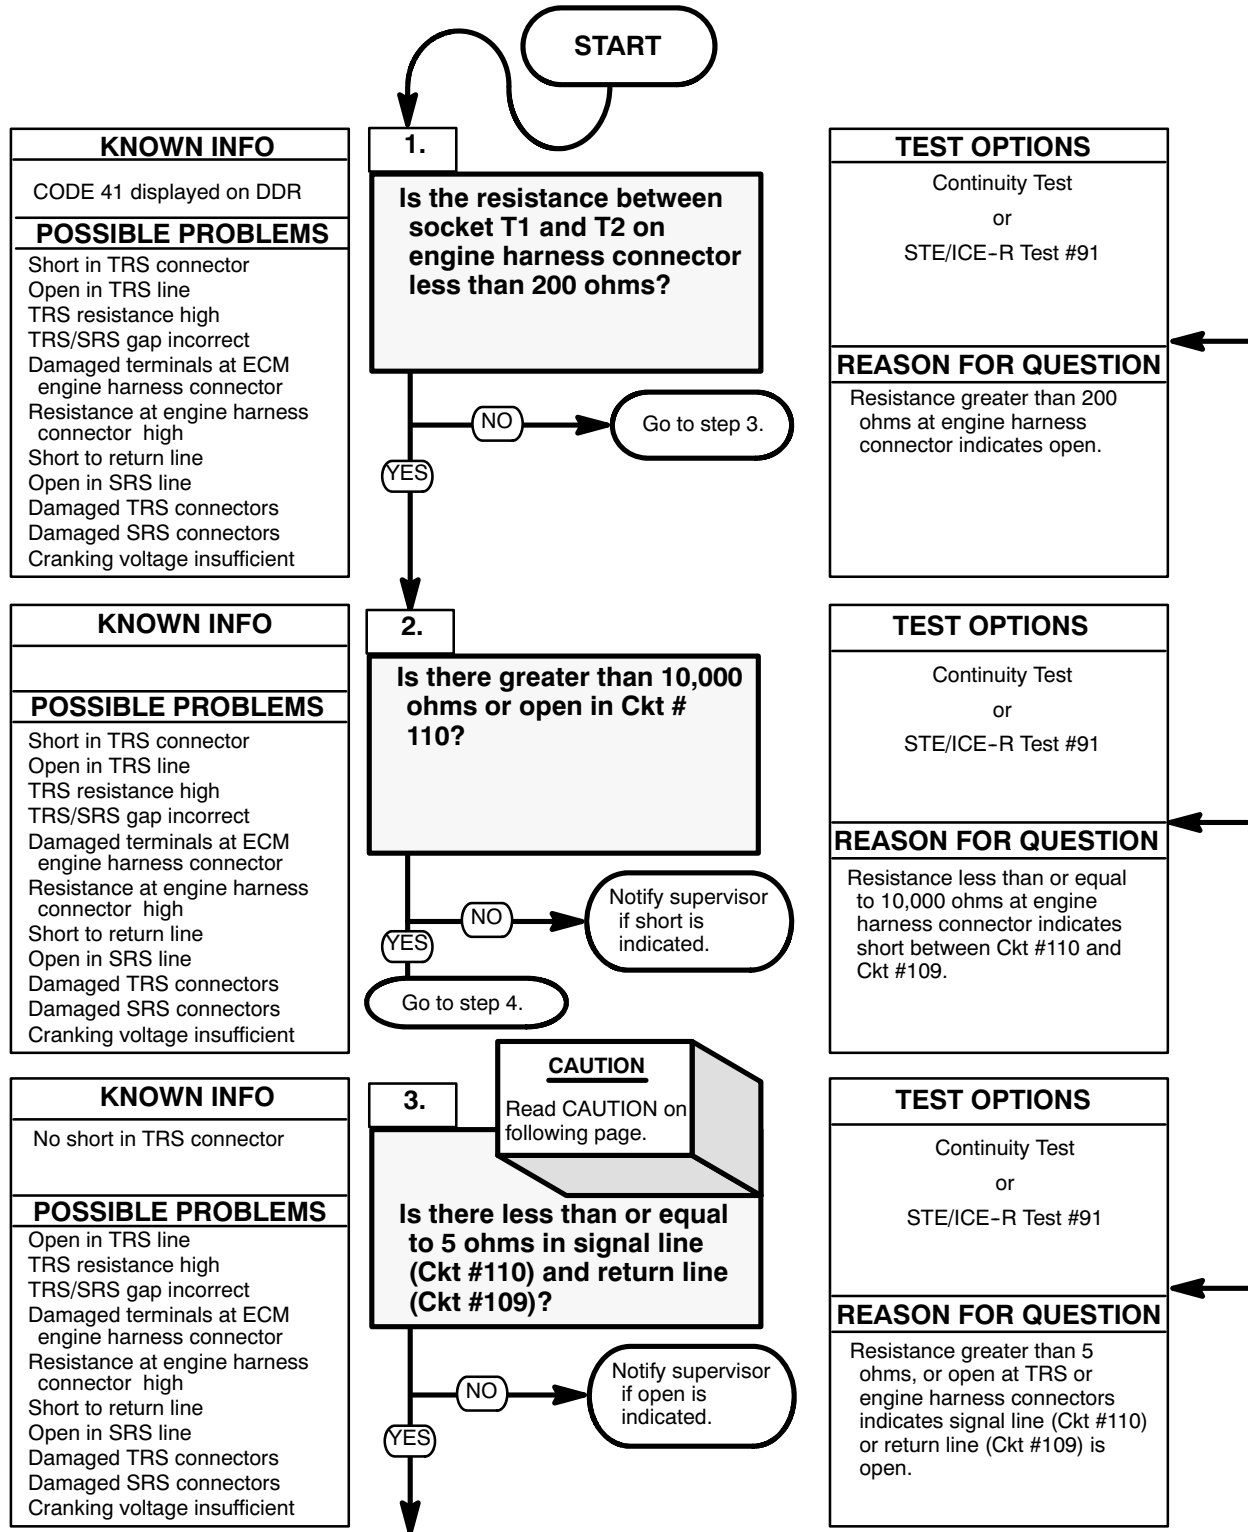 START
KNOWN INFO
CODE 41 displayed on DDR
POSSIBLE PROBLEMS
Short in TRS connector
Open in TRS line
TRS resistance high
TRS/SRS gap incorrect
Damaged terminals at ECM
engine harness connector
Resistance at engine harness
connector high
Short to return line
Open in SRS line
Damaged TRS connectors
Damaged SRS connectors
Cranking voltage insufficient
1.
Is the resistance between
socket T1 and T2 on
engine harness connector
less than 200 ohms?
NO
Go to step 3.
YES
TEST OPTIONS
Continuity Test
or
STE/ICE-R Test #91
REASON FOR QUESTION
Resistance greater than 200
ohms at engine harness
connector indicates open.
KNOWN INFO
POSSIBLE PROBLEMS
Short in TRS connector
Open in TRS line
TRS resistance high
TRS/SRS gap incorrect
Damaged terminals at ECM
engine harness connector
Resistance at engine harness
connector high
Short to return line
Open in SRS line
Damaged TRS connectors
Damaged SRS connectors
Cranking voltage insufficient
2.
Is there greater than 10,000
ohms or open in Ckt #
110?
NO
Notify supervisor
if short is
indicated.
YES
Go to step 4.
TEST OPTIONS
Continuity Test
or
STE/ICE-R Test #91
REASON FOR QUESTION
Resistance less than or equal
to 10,000 ohms at engine
harness connector indicates
short between Ckt #110 and
Ckt #109.
KNOWN INFO
No short in TRS connector
POSSIBLE PROBLEMS
Open in TRS line
TRS resistance high
TRS/SRS gap incorrect
Damaged terminals at ECM
engine harness connector
Resistance at engine harness
connector high
Short to return line
Open in SRS line
Damaged TRS connectors
Damaged SRS connectors
Cranking voltage insufficient
3.
CAUTION
Read CAUTION on
following page.
Is there less than or equal
to 5 ohms in signal line
(Ckt #110) and return line
(Ckt #109)?
NO
Notify supervisor
if open is
indicated.
YES
TEST OPTIONS
Continuity Test
or
STE/ICE-R Test #91
REASON FOR QUESTION
Resistance greater than 5
ohms, or open at TRS or
engine harness connectors
indicates signal line (Ckt #110)
or return line (Ckt #109) is
open.